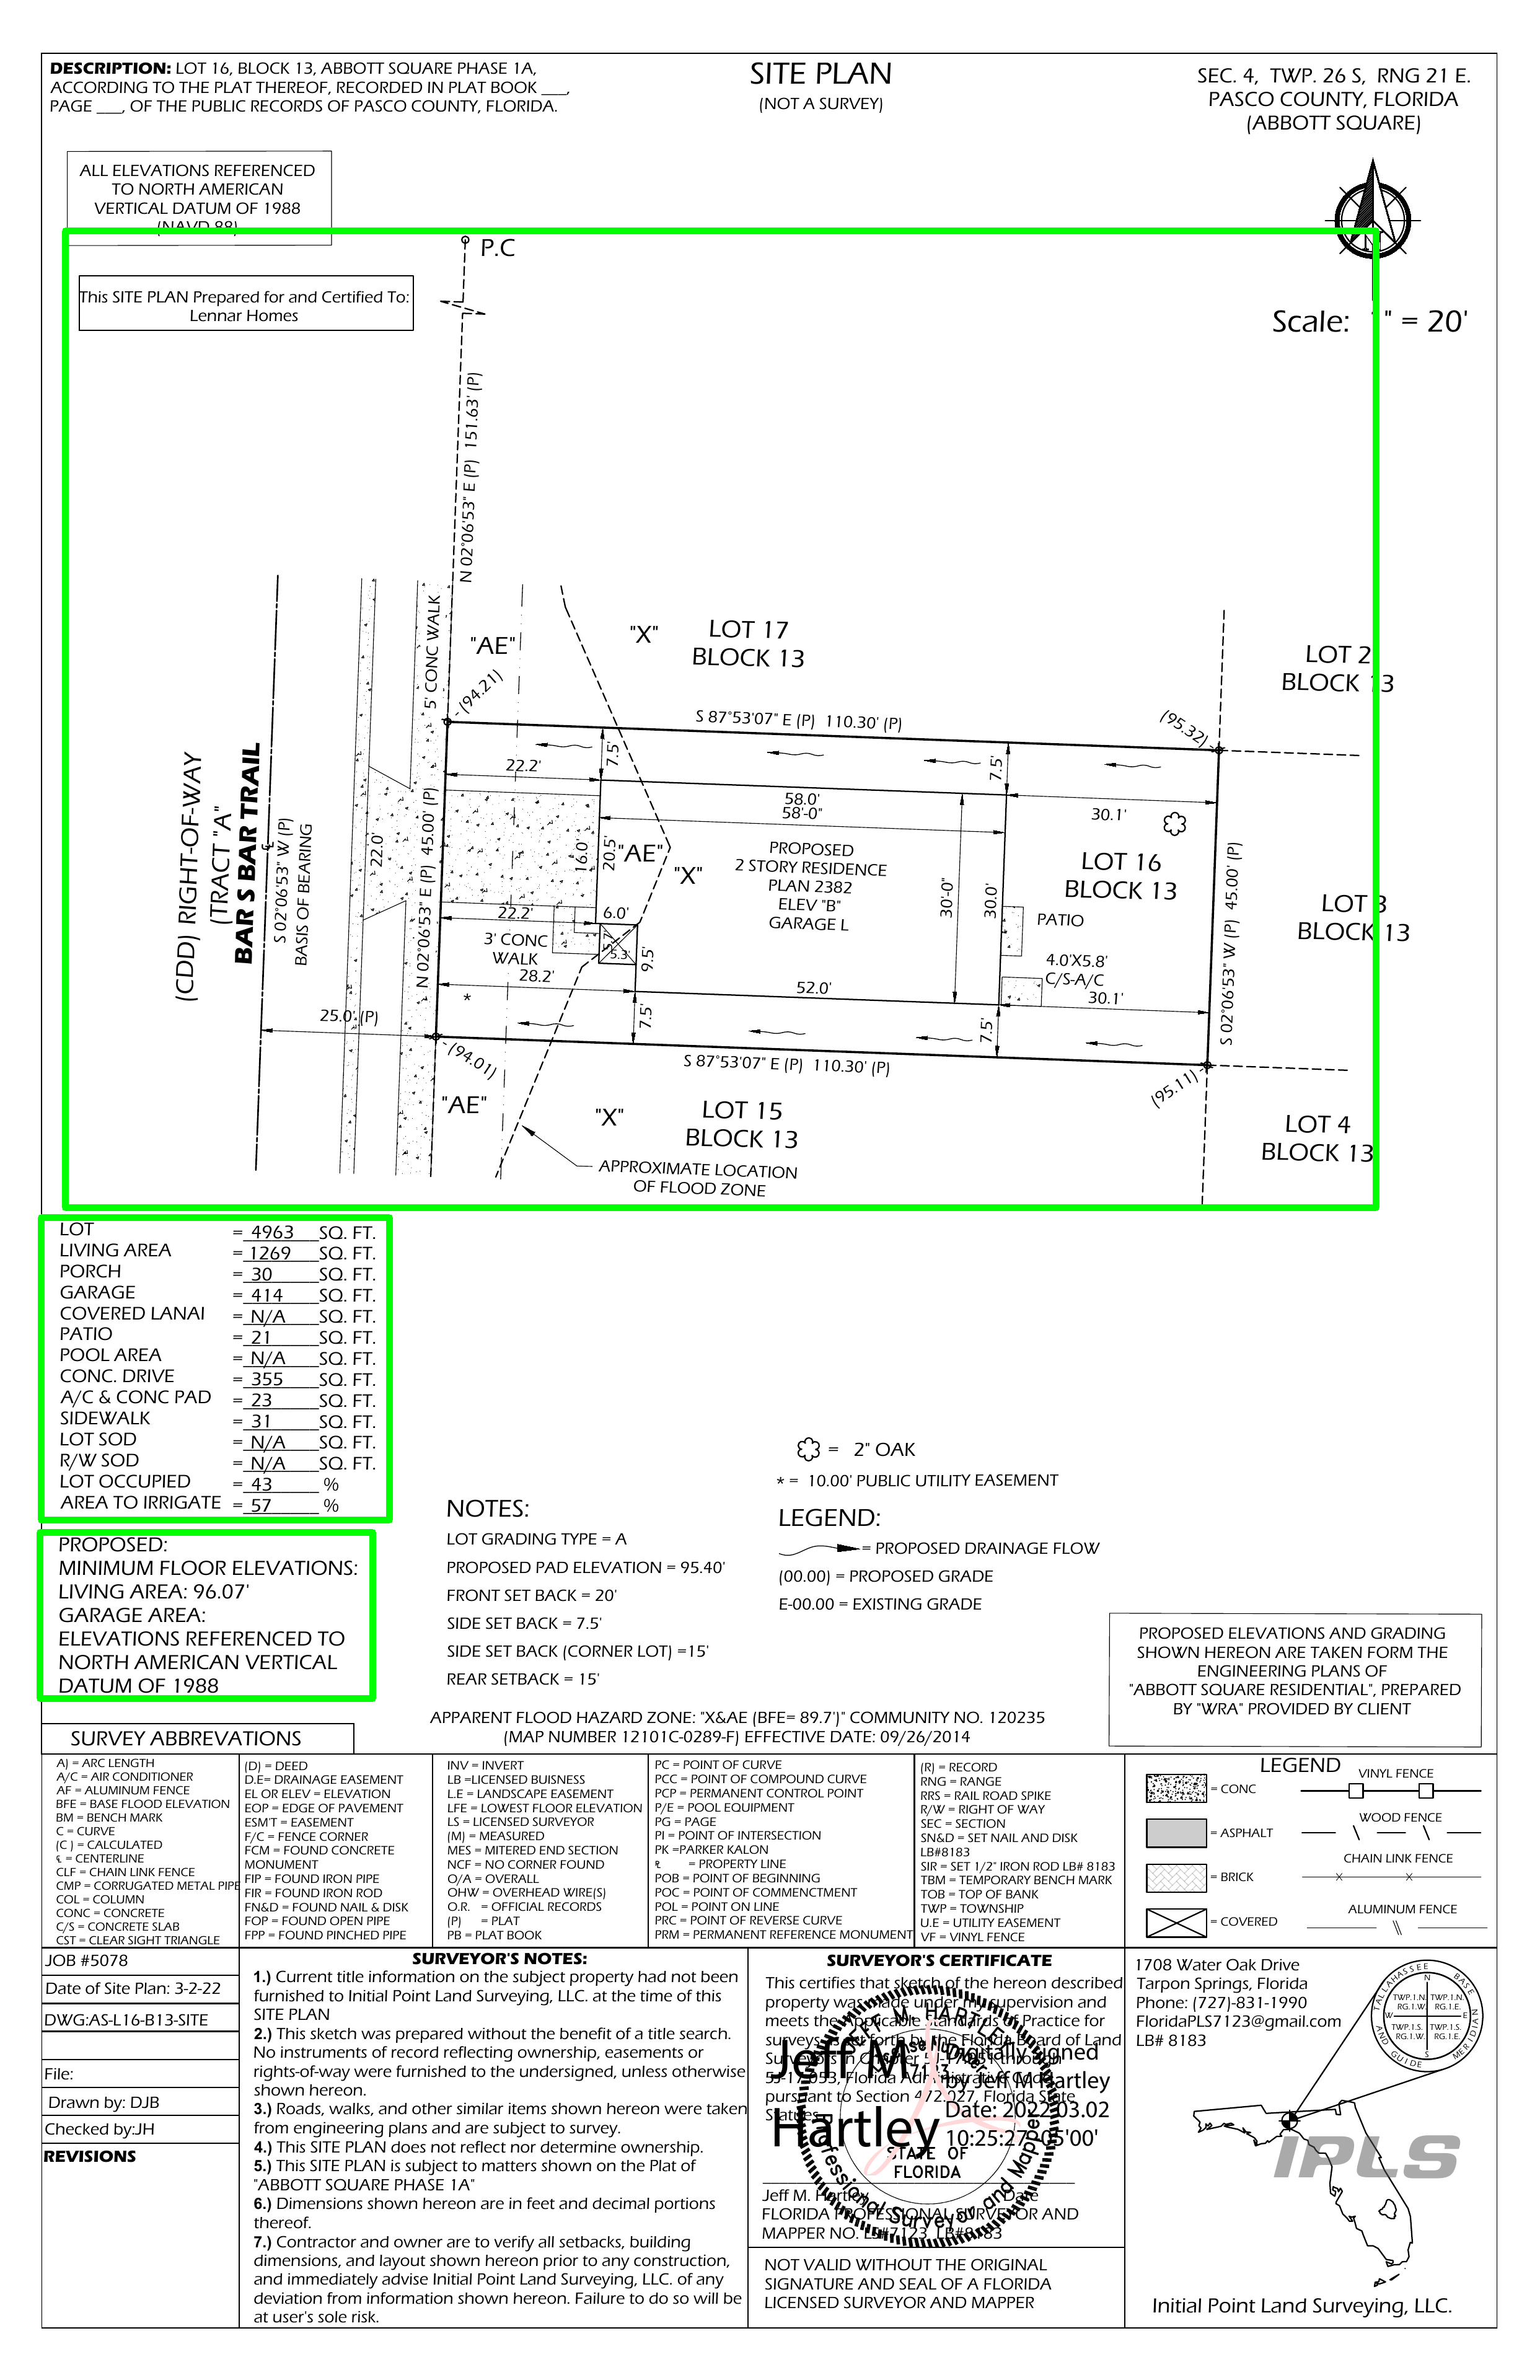 DESCRIPTION: LOT 16, BLOCK 13, ABBOTT SQUARE PHASE 1A,
ACCORDING TO THE PLAT THEREOF, RECORDED IN PLAT BOOK ___,
PAGE ___, OF THE PUBLIC RECORDS OF PASCO COUNTY, FLORIDA.
SITE PLAN
(NOT A SURVEY)
SEC. 4, TWP. 26 S, RNG 21 E.
PASCO COUNTY, FLORIDA
(ABBOTT SQUARE)
ALL ELEVATIONS REFERENCED
TO NORTH AMERICAN
VERTICAL DATUM OF 1988
(NAVD 88)
This SITE PLAN Prepared for and Certified To:
Lennar Homes
P.C
Scale: 1" = 20'
N 02°06'53" E (P) 151.63' (P)
5' CONC WALK
"AE"
"X"
LOT 17
BLOCK 13
LOT 2
BLOCK 13
(94.21)
S 87°53'07" E (P) 110.30' (P)
(95.32)
7.5'
22.2'
7.5'
58.0'
58'-0"
30.1'
(CDD) RIGHT-OF-WAY
(TRACT "A"
BAR S BAR TRAIL
S 02°06'53" W (P)
BASIS OF BEARING
22.0'
N 02°06'53" E (P) 45.00' (P)
16.0'
20.5'
"AE"
"X"
PROPOSED
2 STORY RESIDENCE
PLAN 2382
ELEV "B"
GARAGE L
30'-0"
30.0'
LOT 16
BLOCK 13
PATIO
S 02°06'53" W (P) 45.00' (P)
LOT 3
BLOCK 13
22.2'
6.0'
3' CONC
WALK
5.7'
5.3'
9.5'
28.2'
52.0'
4.0'X5.8'
C/S-A/C
30.1'
*
25.0' (P)
7.5'
7.5'
(94.01)
S 87°53'07" E (P) 110.30' (P)
(95.11)
"AE"
"X"
LOT 15
BLOCK 13
LOT 4
BLOCK 13
APPROXIMATE LOCATION
OF FLOOD ZONE
LOT = 4963 SQ. FT.
LIVING AREA = 1269 SQ. FT.
PORCH = 30 SQ. FT.
GARAGE = 414 SQ. FT.
COVERED LANAI = N/A SQ. FT.
PATIO = 21 SQ. FT.
POOL AREA = N/A SQ. FT.
CONC. DRIVE = 355 SQ. FT.
A/C & CONC PAD = 23 SQ. FT.
SIDEWALK = 31 SQ. FT.
LOT SOD = N/A SQ. FT.
R/W SOD = N/A SQ. FT.
LOT OCCUPIED = 43 %
AREA TO IRRIGATE = 57 %
PROPOSED:
MINIMUM FLOOR ELEVATIONS:
LIVING AREA: 96.07'
GARAGE AREA:
ELEVATIONS REFERENCED TO
NORTH AMERICAN VERTICAL
DATUM OF 1988
NOTES:
LOT GRADING TYPE = A
PROPOSED PAD ELEVATION = 95.40'
FRONT SET BACK = 20'
SIDE SET BACK = 7.5'
SIDE SET BACK (CORNER LOT) =15'
REAR SETBACK = 15'
= 2" OAK
* = 10.00' PUBLIC UTILITY EASEMENT
LEGEND:
= PROPOSED DRAINAGE FLOW
(00.00) = PROPOSED GRADE
E-00.00 = EXISTING GRADE
PROPOSED ELEVATIONS AND GRADING
SHOWN HEREON ARE TAKEN FORM THE
ENGINEERING PLANS OF
"ABBOTT SQUARE RESIDENTIAL", PREPARED
BY "WRA" PROVIDED BY CLIENT
APPARENT FLOOD HAZARD ZONE: "X&AE (BFE= 89.7')" COMMUNITY NO. 120235
(MAP NUMBER 12101C-0289-F) EFFECTIVE DATE: 09/26/2014
SURVEY ABBREVATIONS
A) = ARC LENGTH
A/C = AIR CONDITIONER
AF = ALUMINUM FENCE
BFE = BASE FLOOD ELEVATION
BM = BENCH MARK
C = CURVE
(C ) = CALCULATED
℄ = CENTERLINE
CLF = CHAIN LINK FENCE
CMP = CORRUGATED METAL PIPE
COL = COLUMN
CONC = CONCRETE
C/S = CONCRETE SLAB
CST = CLEAR SIGHT TRIANGLE
(D) = DEED
D.E= DRAINAGE EASEMENT
EL OR ELEV = ELEVATION
EOP = EDGE OF PAVEMENT
ESM'T = EASEMENT
F/C = FENCE CORNER
FCM = FOUND CONCRETE
MONUMENT
FIP = FOUND IRON PIPE
FIR = FOUND IRON ROD
FN&D = FOUND NAIL & DISK
FOP = FOUND OPEN PIPE
FPP = FOUND PINCHED PIPE
INV = INVERT
LB =LICENSED BUISNESS
L.E = LANDSCAPE EASEMENT
LFE = LOWEST FLOOR ELEVATION
LS = LICENSED SURVEYOR
(M) = MEASURED
MES = MITERED END SECTION
NCF = NO CORNER FOUND
O/A = OVERALL
OHW = OVERHEAD WIRE(S)
O.R. = OFFICIAL RECORDS
(P) = PLAT
PB = PLAT BOOK
PC = POINT OF CURVE
PCC = POINT OF COMPOUND CURVE
PCP = PERMANENT CONTROL POINT
P/E = POOL EQUIPMENT
PG = PAGE
PI = POINT OF INTERSECTION
PK =PARKER KALON
= PROPERTY LINE
POB = POINT OF BEGINNING
POC = POINT OF COMMENCTMENT
POL = POINT ON LINE
PRC = POINT OF REVERSE CURVE
PRM = PERMANENT REFERENCE MONUMENT
(R) = RECORD
RNG = RANGE
RRS = RAIL ROAD SPIKE
R/W = RIGHT OF WAY
SEC = SECTION
SN&D = SET NAIL AND DISK
LB#8183
SIR = SET 1/2" IRON ROD LB# 8183
TBM = TEMPORARY BENCH MARK
TOB = TOP OF BANK
TWP = TOWNSHIP
U.E = UTILITY EASEMENT
VF = VINYL FENCE
LEGEND
= CONC
= ASPHALT
= BRICK
= COVERED
VINYL FENCE
WOOD FENCE
CHAIN LINK FENCE
ALUMINUM FENCE
JOB #5078
Date of Site Plan: 3-2-22
DWG:AS-L16-B13-SITE
File:
Drawn by: DJB
Checked by:JH
REVISIONS
SURVEYOR'S NOTES:
1.) Current title information on the subject property had not been
furnished to Initial Point Land Surveying, LLC. at the time of this
SITE PLAN
2.) This sketch was prepared without the benefit of a title search.
No instruments of record reflecting ownership, easements or
rights-of-way were furnished to the undersigned, unless otherwise
shown hereon.
3.) Roads, walks, and other similar items shown hereon were taken
from engineering plans and are subject to survey.
4.) This SITE PLAN does not reflect nor determine ownership.
5.) This SITE PLAN is subject to matters shown on the Plat of
"ABBOTT SQUARE PHASE 1A"
6.) Dimensions shown hereon are in feet and decimal portions
thereof.
7.) Contractor and owner are to verify all setbacks, building
dimensions, and layout shown hereon prior to any construction,
and immediately advise Initial Point Land Surveying, LLC. of any
deviation from information shown hereon. Failure to do so will be
at user's sole risk.
SURVEYOR'S CERTIFICATE
This certifies that sketch of the hereon described
property was made under my supervision and
meets the applicable Standards of Practice for
surveys as set forth by the Florida Board of Land
Surveyors in Chapter through
Florida Administrative Code,
pursuant to Section 472.027, Florida State
Statues.
Jeff M
Hartley
Digitally signed
by Jeff M Hartley
Date: 2022.03.02
10:25:27 -05'00'
JEFF M. HARTLEY
License Number
7123
STATE OF
FLORIDA
Professional Surveyor and Mapper
Jeff M. Hartley Date
FLORIDA PROFESSIONAL SURVEYOR AND
MAPPER NO. LS#7123 LB#8183
NOT VALID WITHOUT THE ORIGINAL
SIGNATURE AND SEAL OF A FLORIDA
LICENSED SURVEYOR AND MAPPER
1708 Water Oak Drive
Tarpon Springs, Florida
Phone: (727)-831-1990
FloridaPLS7123@gmail.com
LB# 8183
TALLAHASSEE BASE
AND GUIDE MERIDIAN
N
W
E
S
TWP.1.N.
RG.1.W.
TWP.1.N.
RG.1.E.
TWP.1.S.
RG.1.W.
TWP.1.S.
RG.1.E.
IPLS
Initial Point Land Surveying, LLC.